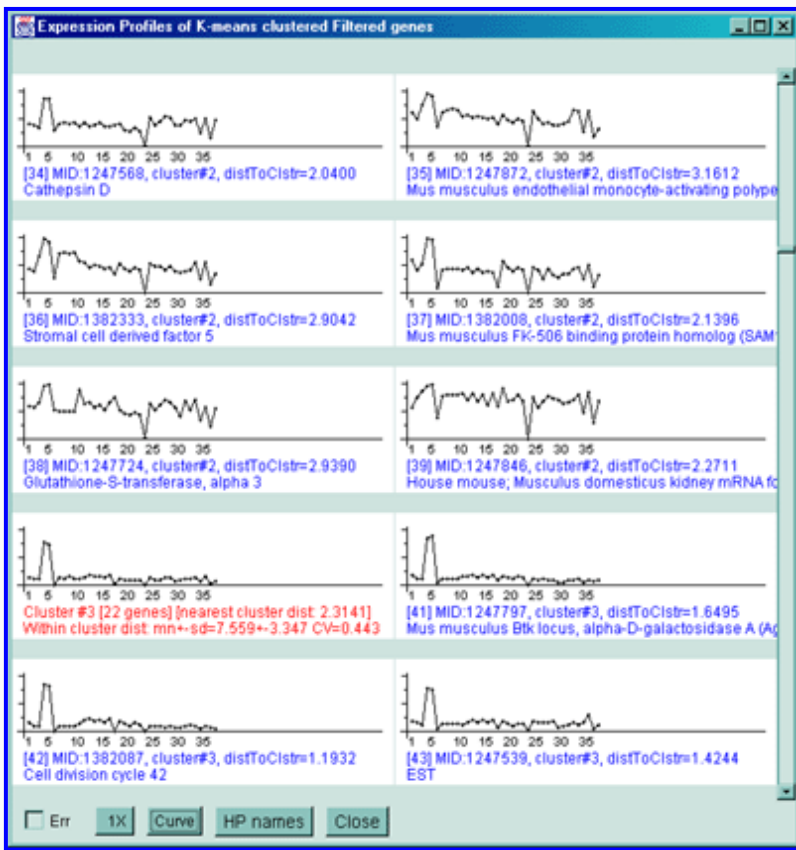 Expression Profiles of K-means clustered Filtered genes
1 5 10 15 20 25 30 35
[34] MID:1247568, cluster#2, distToClstr=2.0400
Cathepsin D
1 5 10 15 20 25 30 35
[35] MID:1247872, cluster#2, distToClstr=3.1612
Mus musculus endothelial monocyte-activating polype
1 5 10 15 20 25 30 35
[36] MID:1382333, cluster#2, distToClstr=2.9042
Stromal cell derived factor 5
1 5 10 15 20 25 30 35
[37] MID:1382008, cluster#2, distToClstr=2.1396
Mus musculus FK-506 binding protein homolog (SAM
1 5 10 15 20 25 30 35
[38] MID:1247724, cluster#2, distToClstr=2.9390
Glutathione-S-transferase, alpha 3
1 5 10 15 20 25 30 35
[39] MID:1247846, cluster#2, distToClstr=2.2711
House mouse; Musculus domesticus kidney mRNA fo
1 5 10 15 20 25 30 35
Cluster #3 [22 genes] [nearest cluster dist: 2.3141]
Within cluster dist: mn+-sd=7.559+-3.347 CV=0.443
1 5 10 15 20 25 30 35
[41] MID:1247797, cluster#3, distToClstr=1.6495
Mus musculus Btk locus, alpha-D-galactosidase A (Ag
1 5 10 15 20 25 30 35
[42] MID:1382087, cluster#3, distToClstr=1.1932
Cell division cycle 42
1 5 10 15 20 25 30 35
[43] MID:1247539, cluster#3, distToClstr=1.4244
EST
Err 1X Curve HP names Close